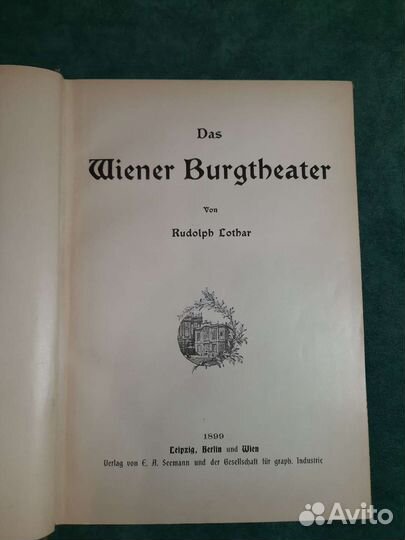 Das
Wiener Burgtheater
Von
Rudolph Lothar
1899
Leipzig, Berlin und Wien
Verlag von E. A. Seemann und der Gesellschaft für graph. Industrie
Avito